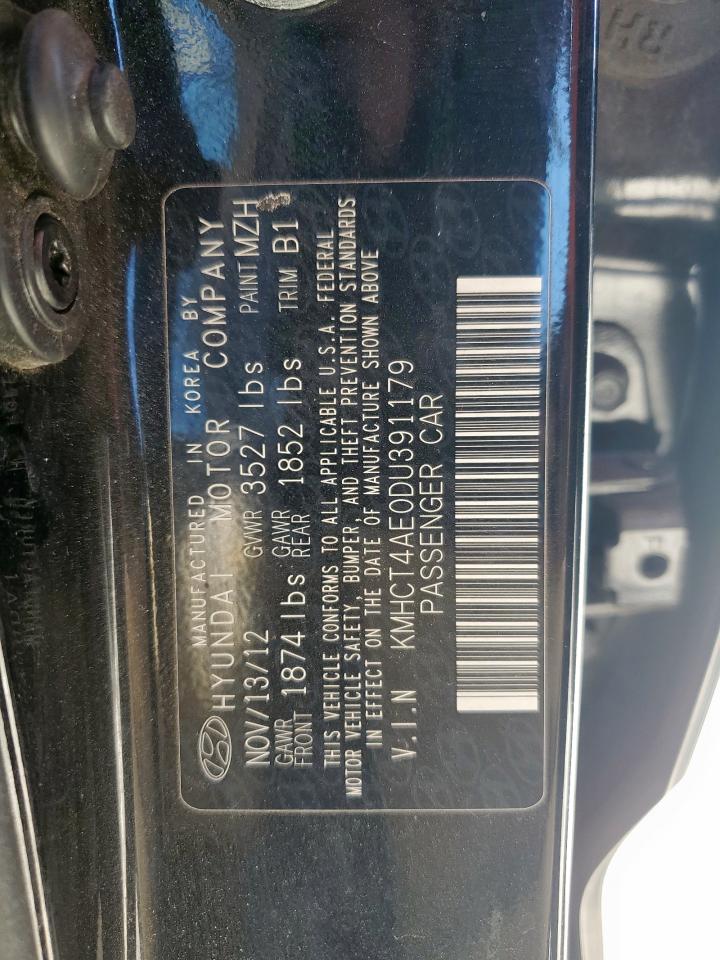 MANUFACTURED IN KOREA BY
HYUNDAI MOTOR COMPANY
NOV/13/12 GVWR 3527 lbs PAINT MZH
GAWR FRONT 1874 lbs GAWR REAR 1852 lbs TRIM B1
THIS VEHICLE CONFORMS TO ALL APPLICABLE U.S.A. FEDERAL
MOTOR VEHICLE SAFETY, BUMPER, AND THEFT PREVENTION STANDARDS
IN EFFECT ON THE DATE OF MANUFACTURE SHOWN ABOVE
V.I.N KMHCT4AE0DU391179
PASSENGER CAR